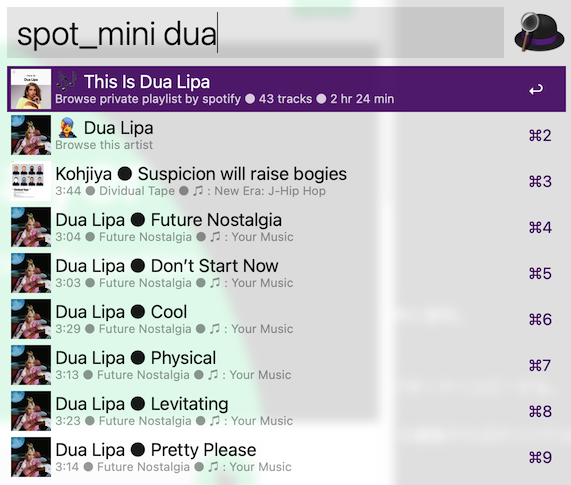 spot_mini dua
This Is Dua Lipa
Browse private playlist by spotify ● 43 tracks ● 2 hr 24 min
↩
Dua Lipa
Browse this artist
⌘2
Kohjiya ● Suspicion will raise bogies
3:44 ● Dividual Tape ● ♫ : New Era: J-Hip Hop
⌘3
Dua Lipa ● Future Nostalgia
3:04 ● Future Nostalgia ● ♫ : Your Music
⌘4
Dua Lipa ● Don’t Start Now
3:03 ● Future Nostalgia ● ♫ : Your Music
⌘5
Dua Lipa ● Cool
3:29 ● Future Nostalgia ● ♫ : Your Music
⌘6
Dua Lipa ● Physical
3:13 ● Future Nostalgia ● ♫ : Your Music
⌘7
Dua Lipa ● Levitating
3:23 ● Future Nostalgia ● ♫ : Your Music
⌘8
Dua Lipa ● Pretty Please
3:14 ● Future Nostalgia ● ♫ : Your Music
⌘9